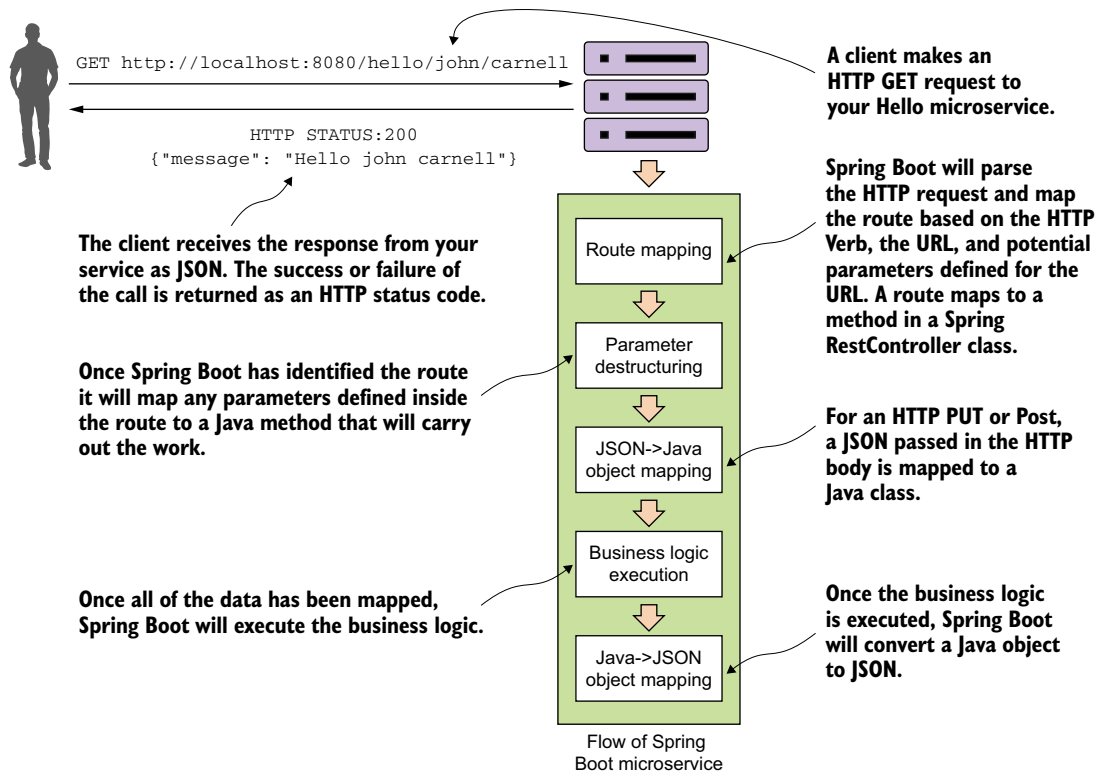 GET http://localhost:8080/hello/john/carnell
HTTP STATUS:200
{"message": "Hello john carnell"}
A client makes an
HTTP GET request to
your Hello microservice.
The client receives the response from your
service as JSON. The success or failure of
the call is returned as an HTTP status code.
Route mapping
Spring Boot will parse
the HTTP request and map
the route based on the HTTP
Verb, the URL, and potential
parameters defined for the
URL. A route maps to a
method in a Spring
RestController class.
Once Spring Boot has identified the route
it will map any parameters defined inside
the route to a Java method that will carry
out the work.
Parameter
destructuring
JSON->Java
object mapping
For an HTTP PUT or Post,
a JSON passed in the HTTP
body is mapped to a
Java class.
Once all of the data has been mapped,
Spring Boot will execute the business logic.
Business logic
execution
Java->JSON
object mapping
Once the business logic
is executed, Spring Boot
will convert a Java object
to JSON.
Flow of Spring
Boot microservice